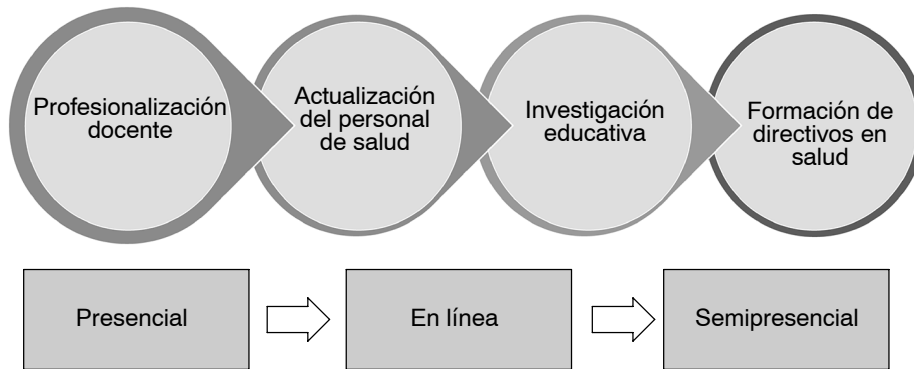 Profesionalización
docente
Actualización
del personal
de salud
Investigación
educativa
Formación de
directivos en
salud
Presencial
En línea
Semipresencial